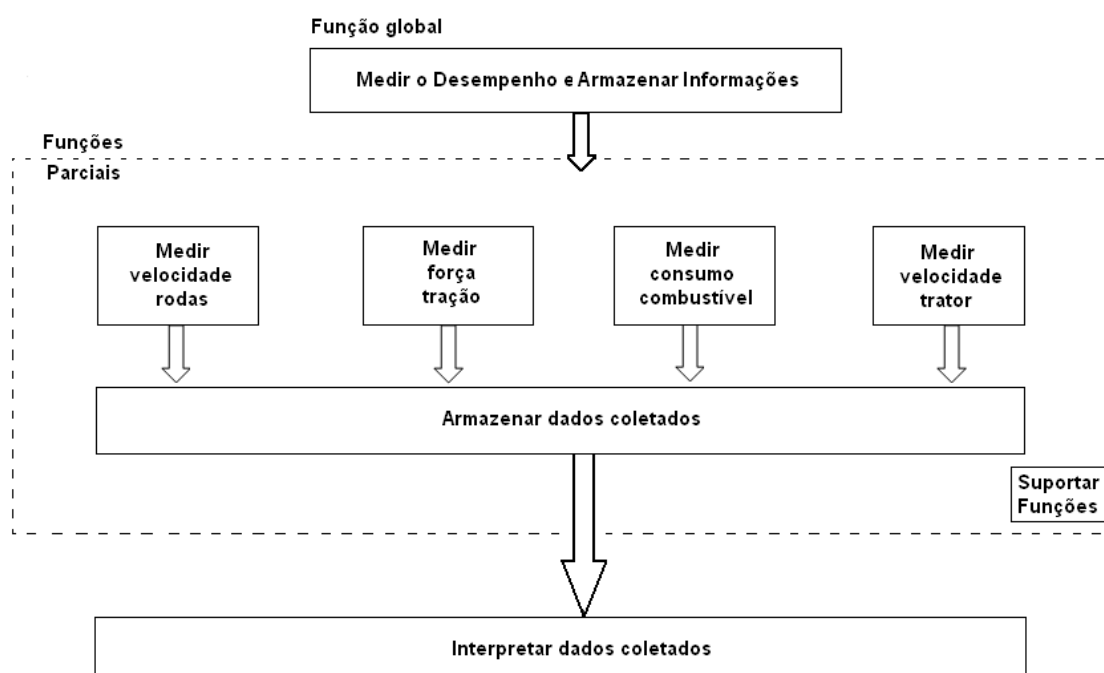 Função global
Medir o Desempenho e Armazenar Informações
Funções
Parciais
Medir
velocidade
rodas
Medir
força
tração
Medir
consumo
combustível
Medir
velocidade
trator
Armazenar dados coletados
Suportar
Funções
Interpretar dados coletados